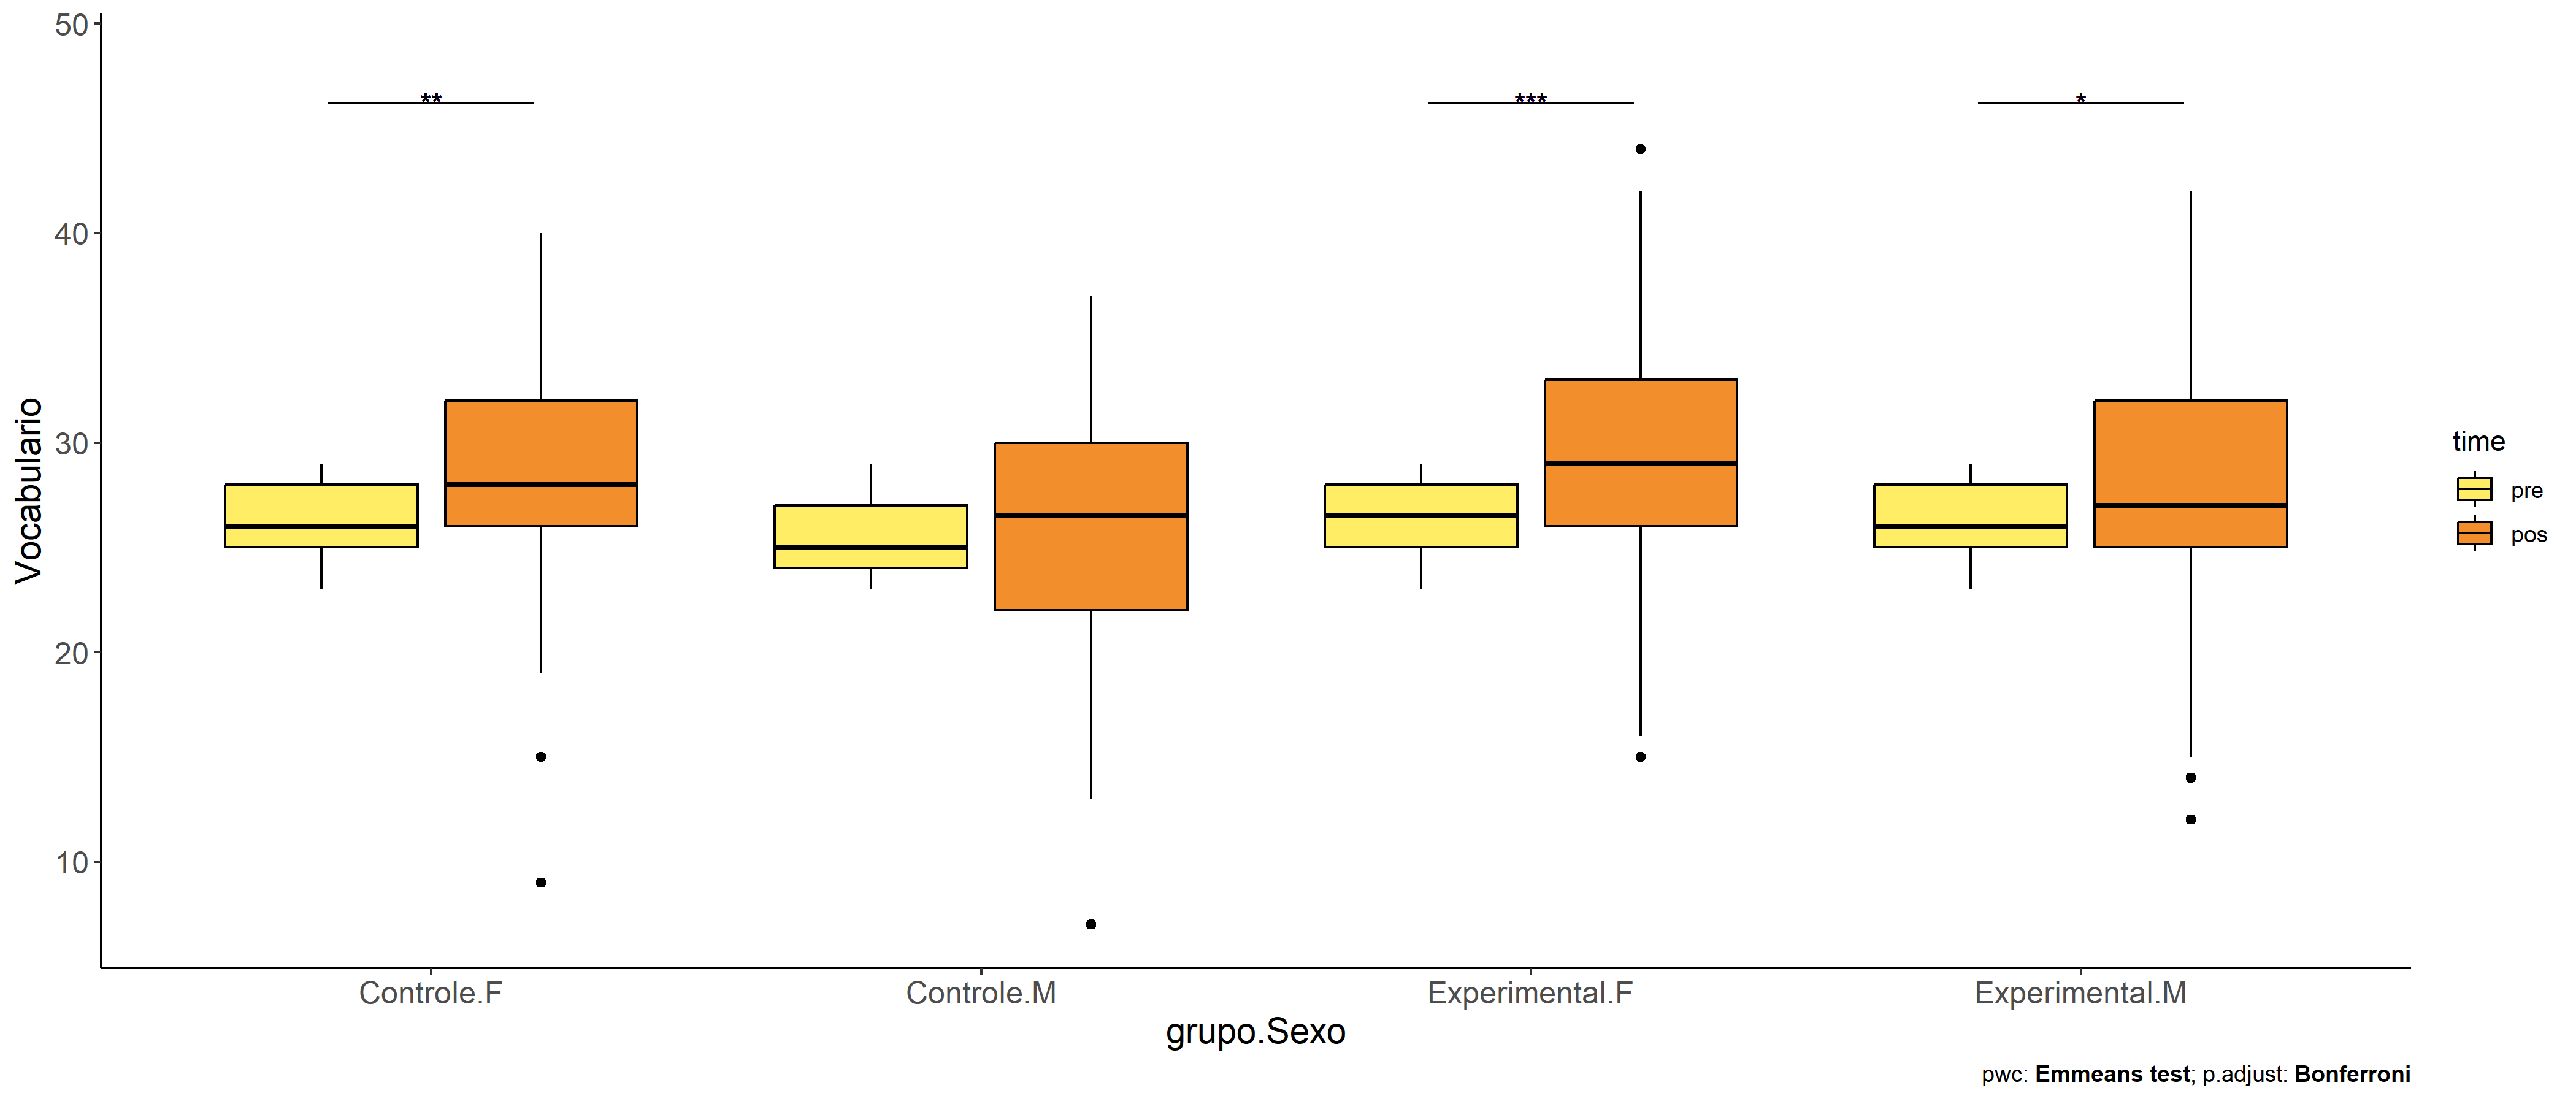 50
40
30
20
10
Vocabulario
**
***
*
Controle.F
Controle.M
Experimental.F
Experimental.M
grupo.Sexo
time
pre
pos
pwc: Emmeans test; p.adjust: Bonferroni